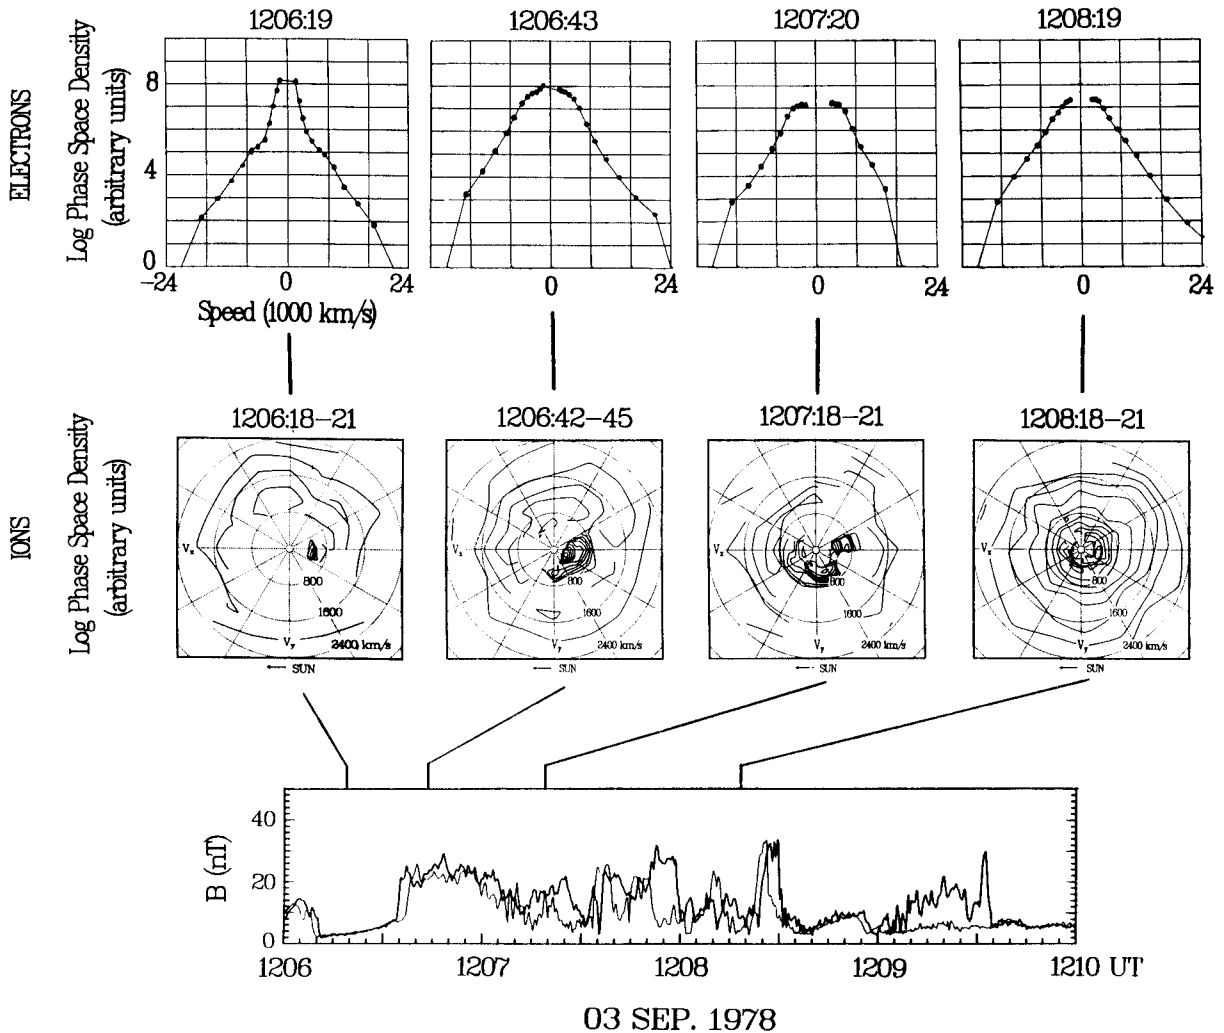 1206:19 1206:43 1207:20 1208:19
ELECTRONS
Log Phase Space Density
(arbitrary units)
8
4
0
-24 0 24 0 24 0 24 0 24
Speed (1000 km/s)
1206:18-21 1206:42-45 1207:18-21 1208:18-21
IONS
Log Phase Space Density
(arbitrary units)
Vx Vx Vx Vx
800 800 800 800
1600 1600 1600
Vy 2400 km/s Vy 2400 km/s Vy 2400 km/s Vy 2400 km/s
← SUN ← SUN ← SUN ← SUN
B (nT)
40
20
0
1206 1207 1208 1209 1210 UT
03 SEP. 1978